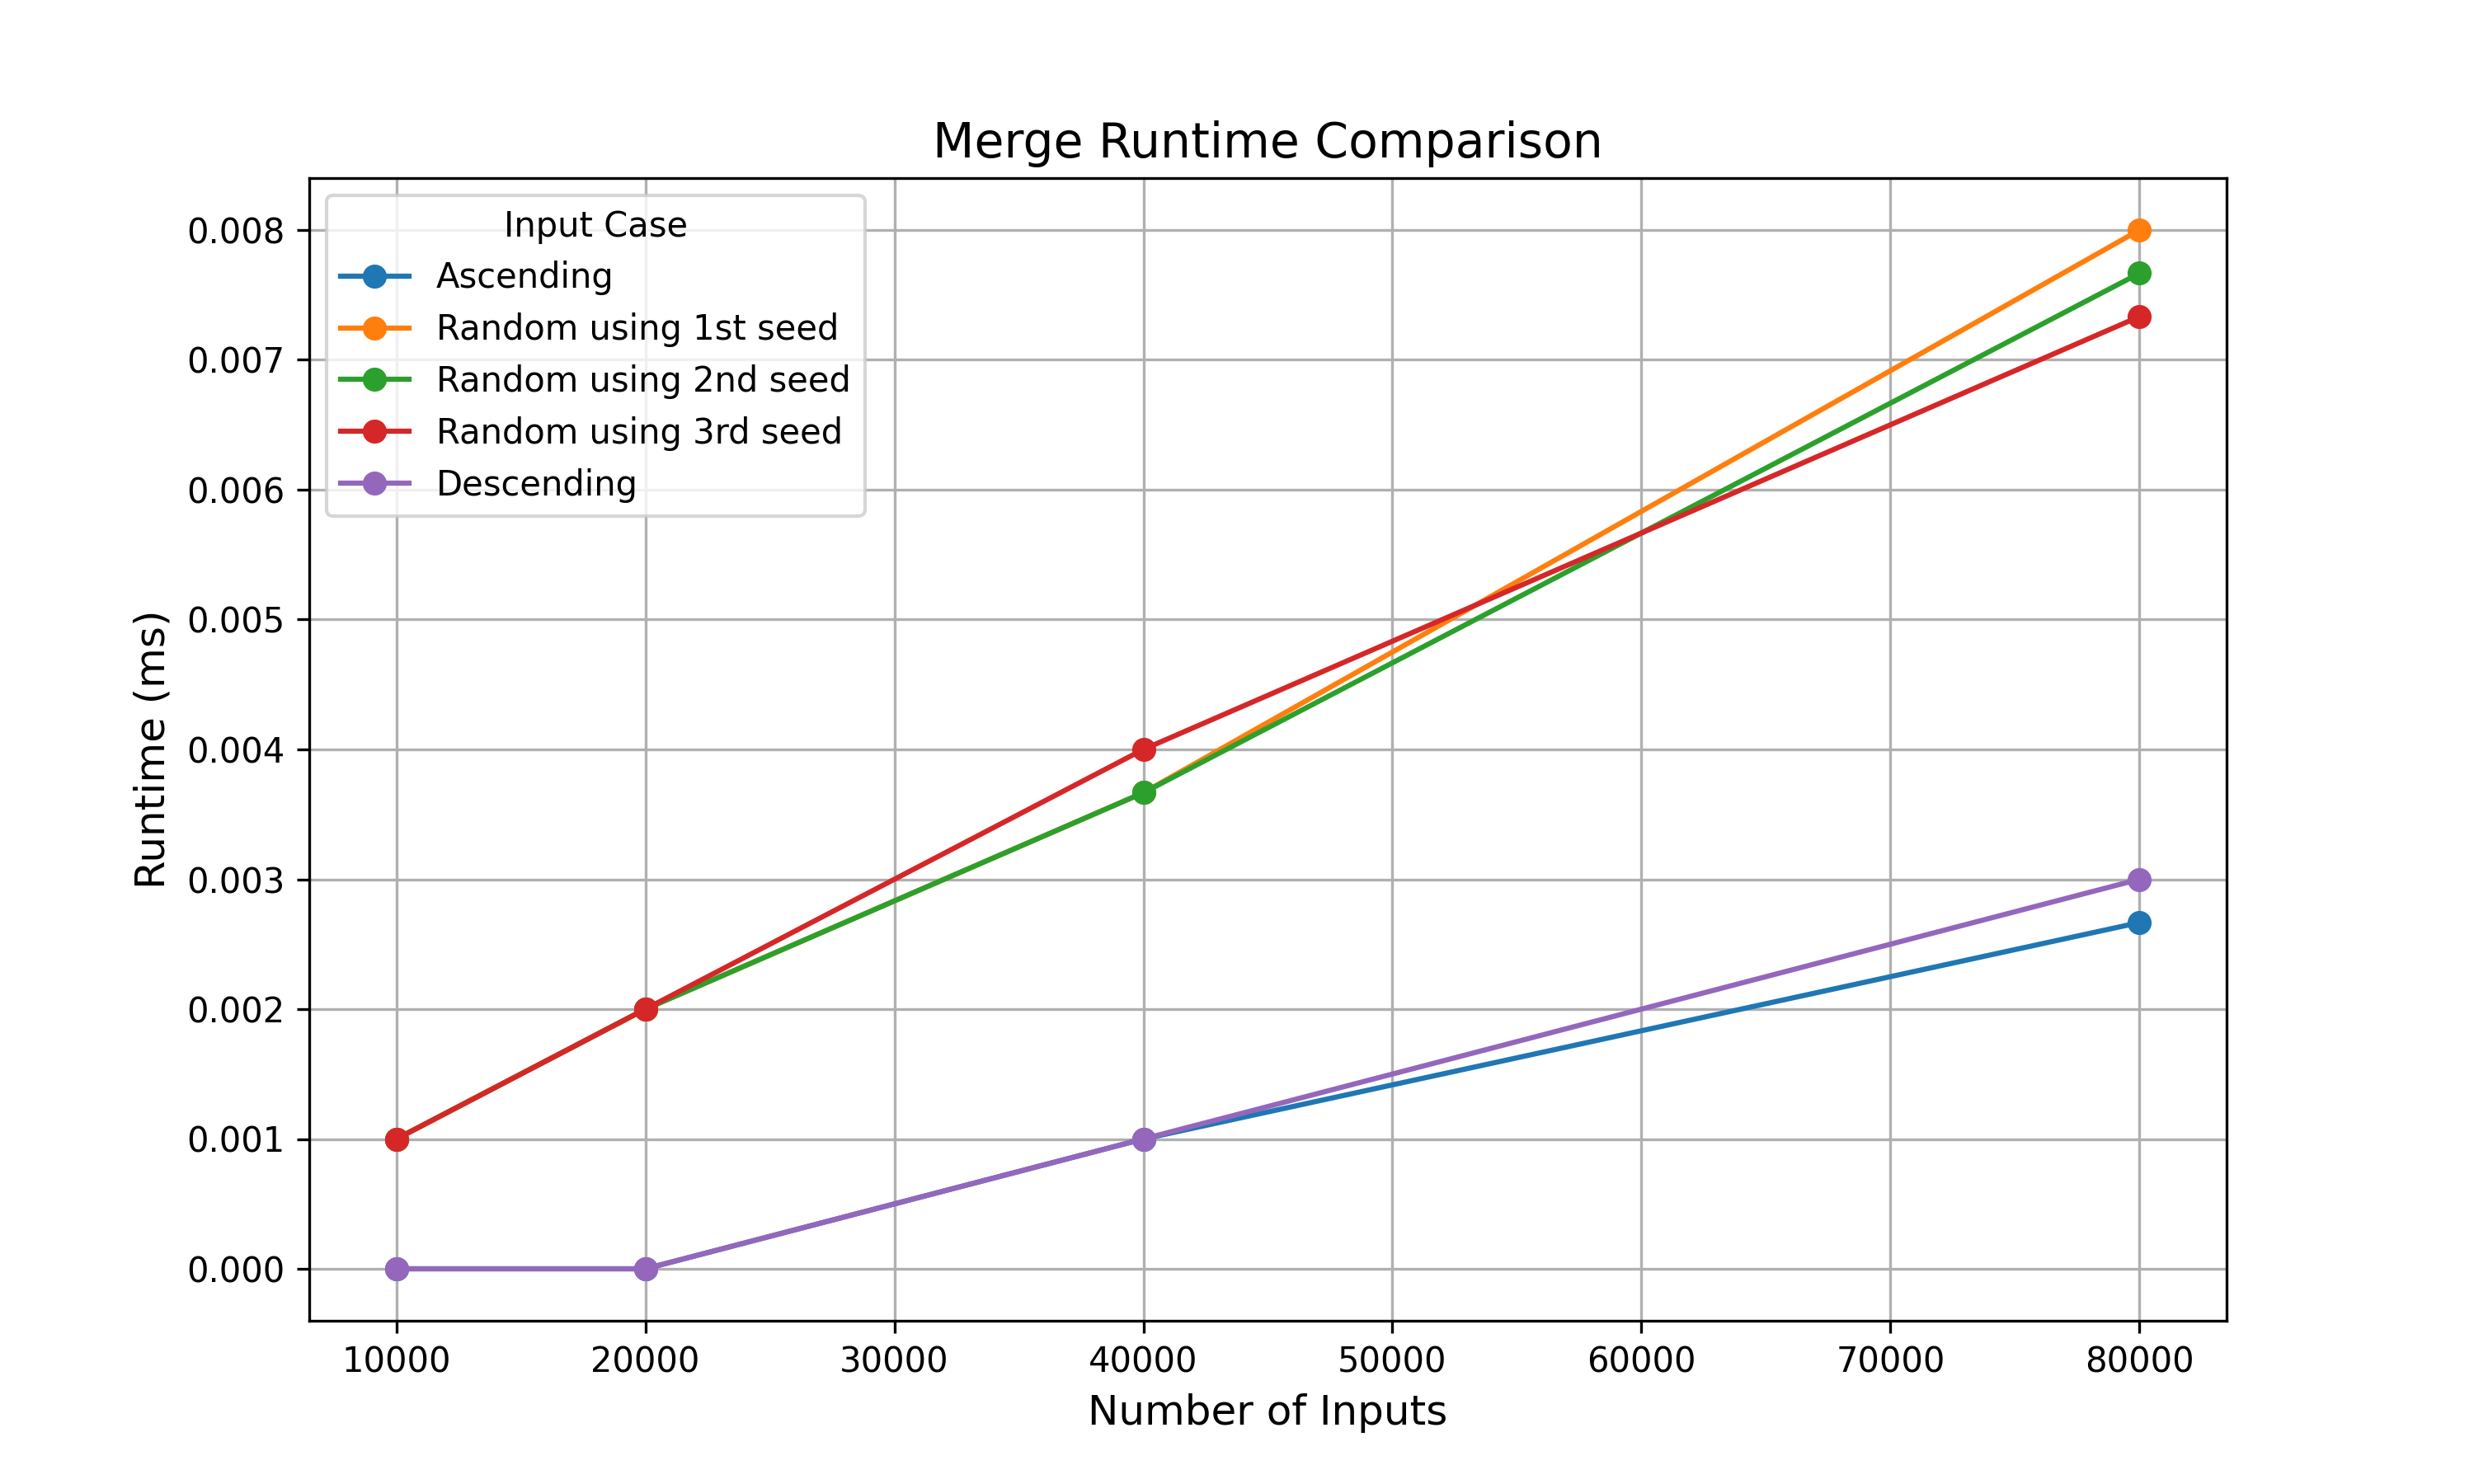 Merge Runtime Comparison
Input Case
Ascending
Random using 1st seed
Random using 2nd seed
Random using 3rd seed
Descending
0.008
0.007
0.006
0.005
0.004
0.003
0.002
0.001
0.000
Runtime (ms)
10000 20000 30000 40000 50000 60000 70000 80000
Number of Inputs